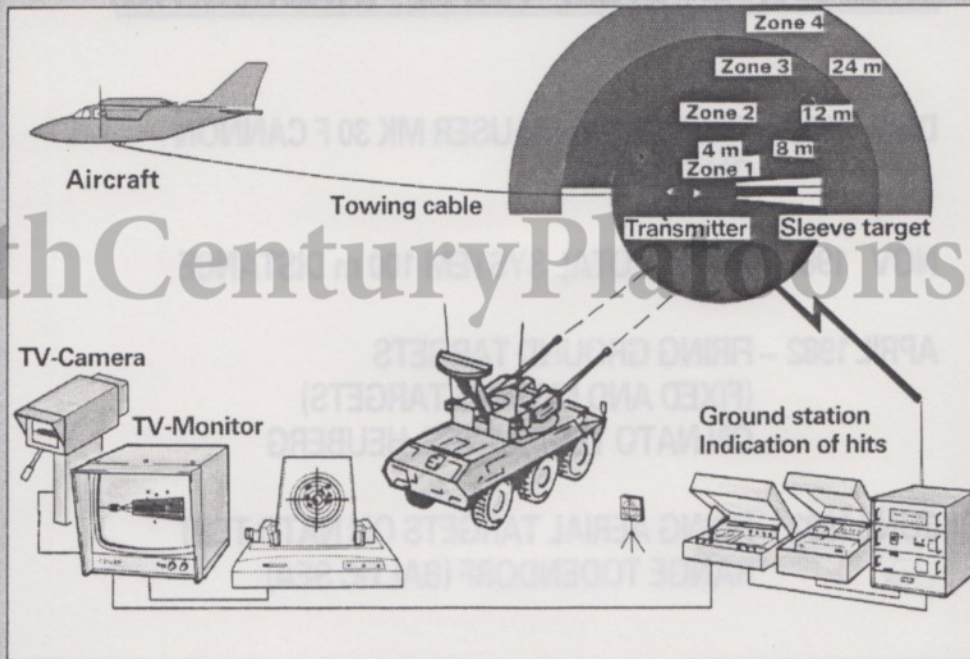 Zone 4
Zone 3
24 m
Zone 2
12 m
4 m
8 m
Zone 1
Aircraft
Towing cable
Transmitter
Sleeve target
thCenturyPlatoons
TV-Camera
TV-Monitor
Ground station
Indication of hits
APRIL 1982 – FIRING GROUND TARGETS